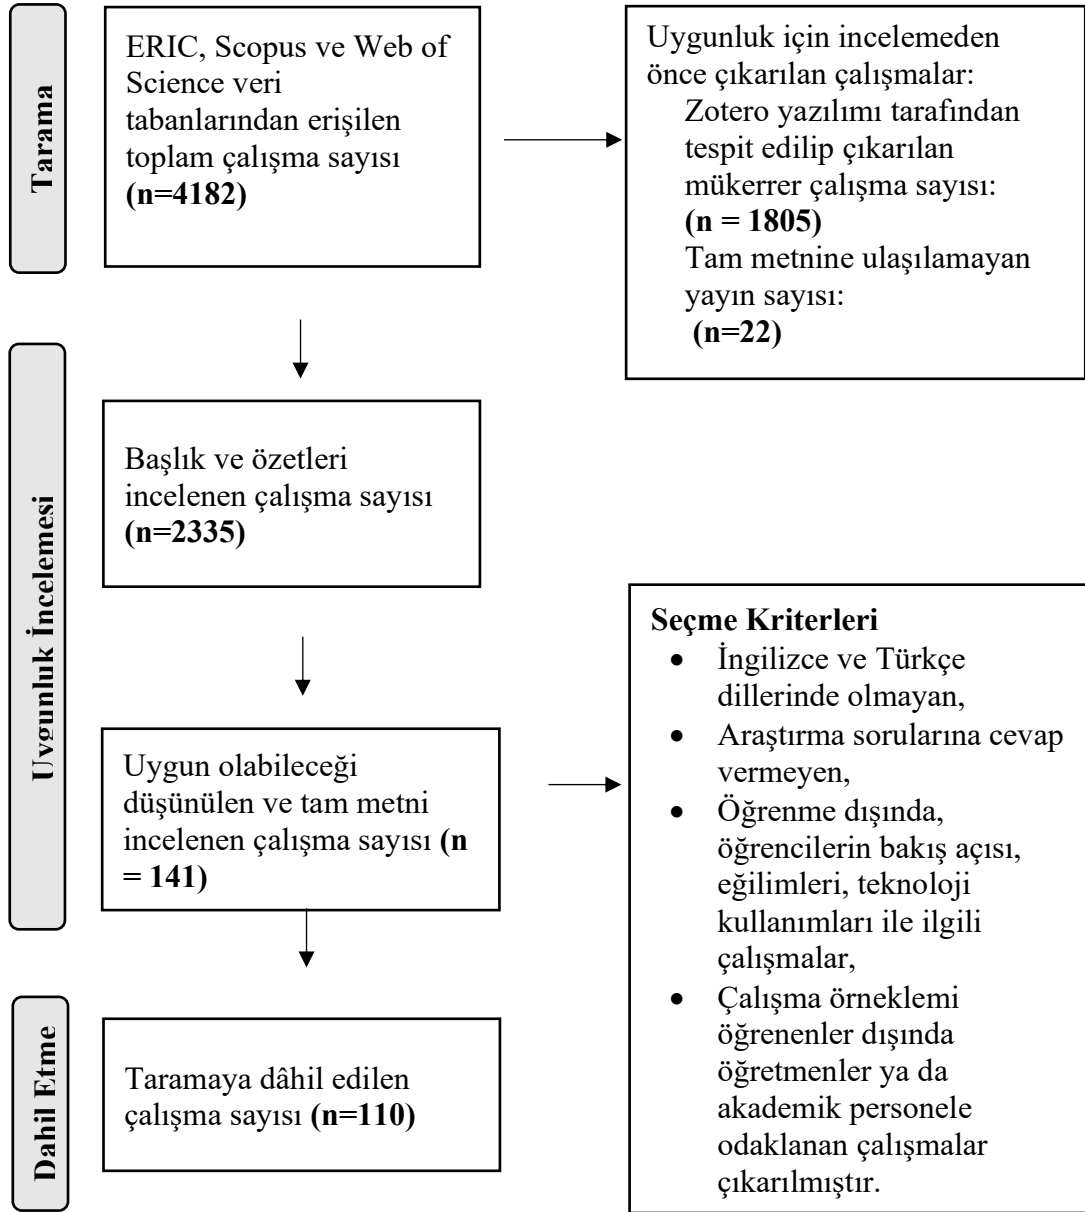 Tarama
ERIC, Scopus ve Web of
Science veri
tabanlarından erişilen
toplam çalışma sayısı
(n=4182)
Uygunluk için incelemeden
önce çıkarılan çalışmalar:
Zotero yazılımı tarafından
tespit edilip çıkarılan
mükerrer çalışma sayısı:
(n = 1805)
Tam metnine ulaşılamayan
yayın sayısı:
(n=22)
Uygunluk İncelemesi
Başlık ve özetleri
incelenen çalışma sayısı
(n=2335)
Uygun olabileceği
düşünülen ve tam metni
incelenen çalışma sayısı (n
= 141)
Seçme Kriterleri
• İngilizce ve Türkçe
dillerinde olmayan,
• Araştırma sorularına cevap
vermeyen,
• Öğrenme dışında,
öğrencilerin bakış açısı,
eğilimleri, teknoloji
kullanımları ile ilgili
çalışmalar,
• Çalışma örneklemi
öğrenenler dışında
öğretmenler ya da
akademik personele
odaklanan çalışmalar
çıkarılmıştır.
Dahil Etme
Taramaya dâhil edilen
çalışma sayısı (n=110)